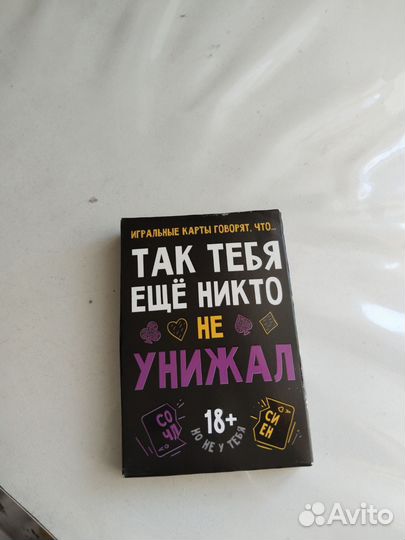 ИГРАЛЬНЫЕ КАРТЫ ГОВОРЯТ, ЧТО...
ТАК ТЕБЯ
ЕЩЁ НИКТО
НЕ
УНИЖАЛ
18+
НО НЕ У ТЕБЯ
СО
ЧЛ
СИ
ЕН
Avito